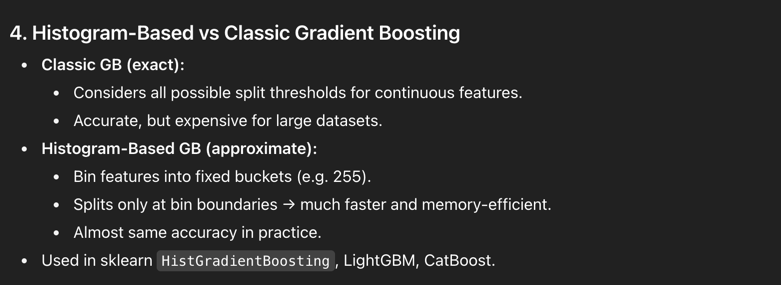 4. Histogram-Based vs Classic Gradient Boosting
• Classic GB (exact):
• Considers all possible split thresholds for continuous features.
• Accurate, but expensive for large datasets.
• Histogram-Based GB (approximate):
• Bin features into fixed buckets (e.g. 255).
• Splits only at bin boundaries → much faster and memory-efficient.
• Almost same accuracy in practice.
• Used in sklearn HistGradientBoosting, LightGBM, CatBoost.